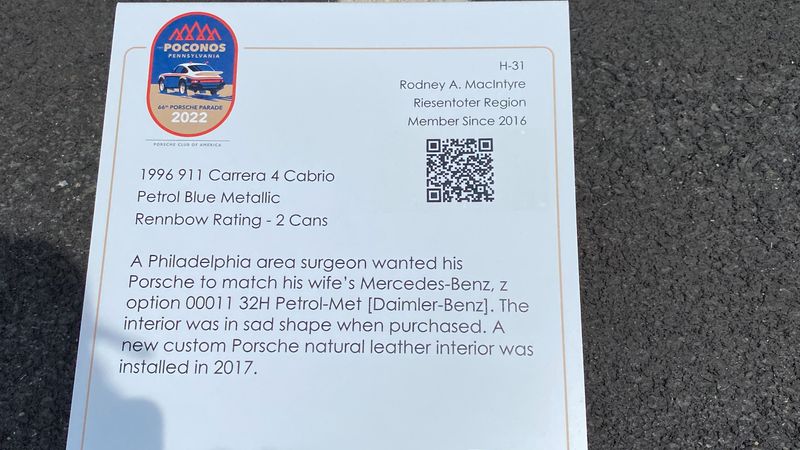 POCONOS
PENNSYLVANIA
66TH PORSCHE PARADE
2022
PORSCHE CLUB OF AMERICA
H-31
Rodney A. MacIntyre
Riesentoter Region
Member Since 2016
1996 911 Carrera 4 Cabrio
Petrol Blue Metallic
Rennbow Rating - 2 Cans
A Philadelphia area surgeon wanted his
Porsche to match his wife's Mercedes-Benz, z
option 00011 32H Petrol-Met [Daimler-Benz]. The
interior was in sad shape when purchased. A
new custom Porsche natural leather interior was
installed in 2017.